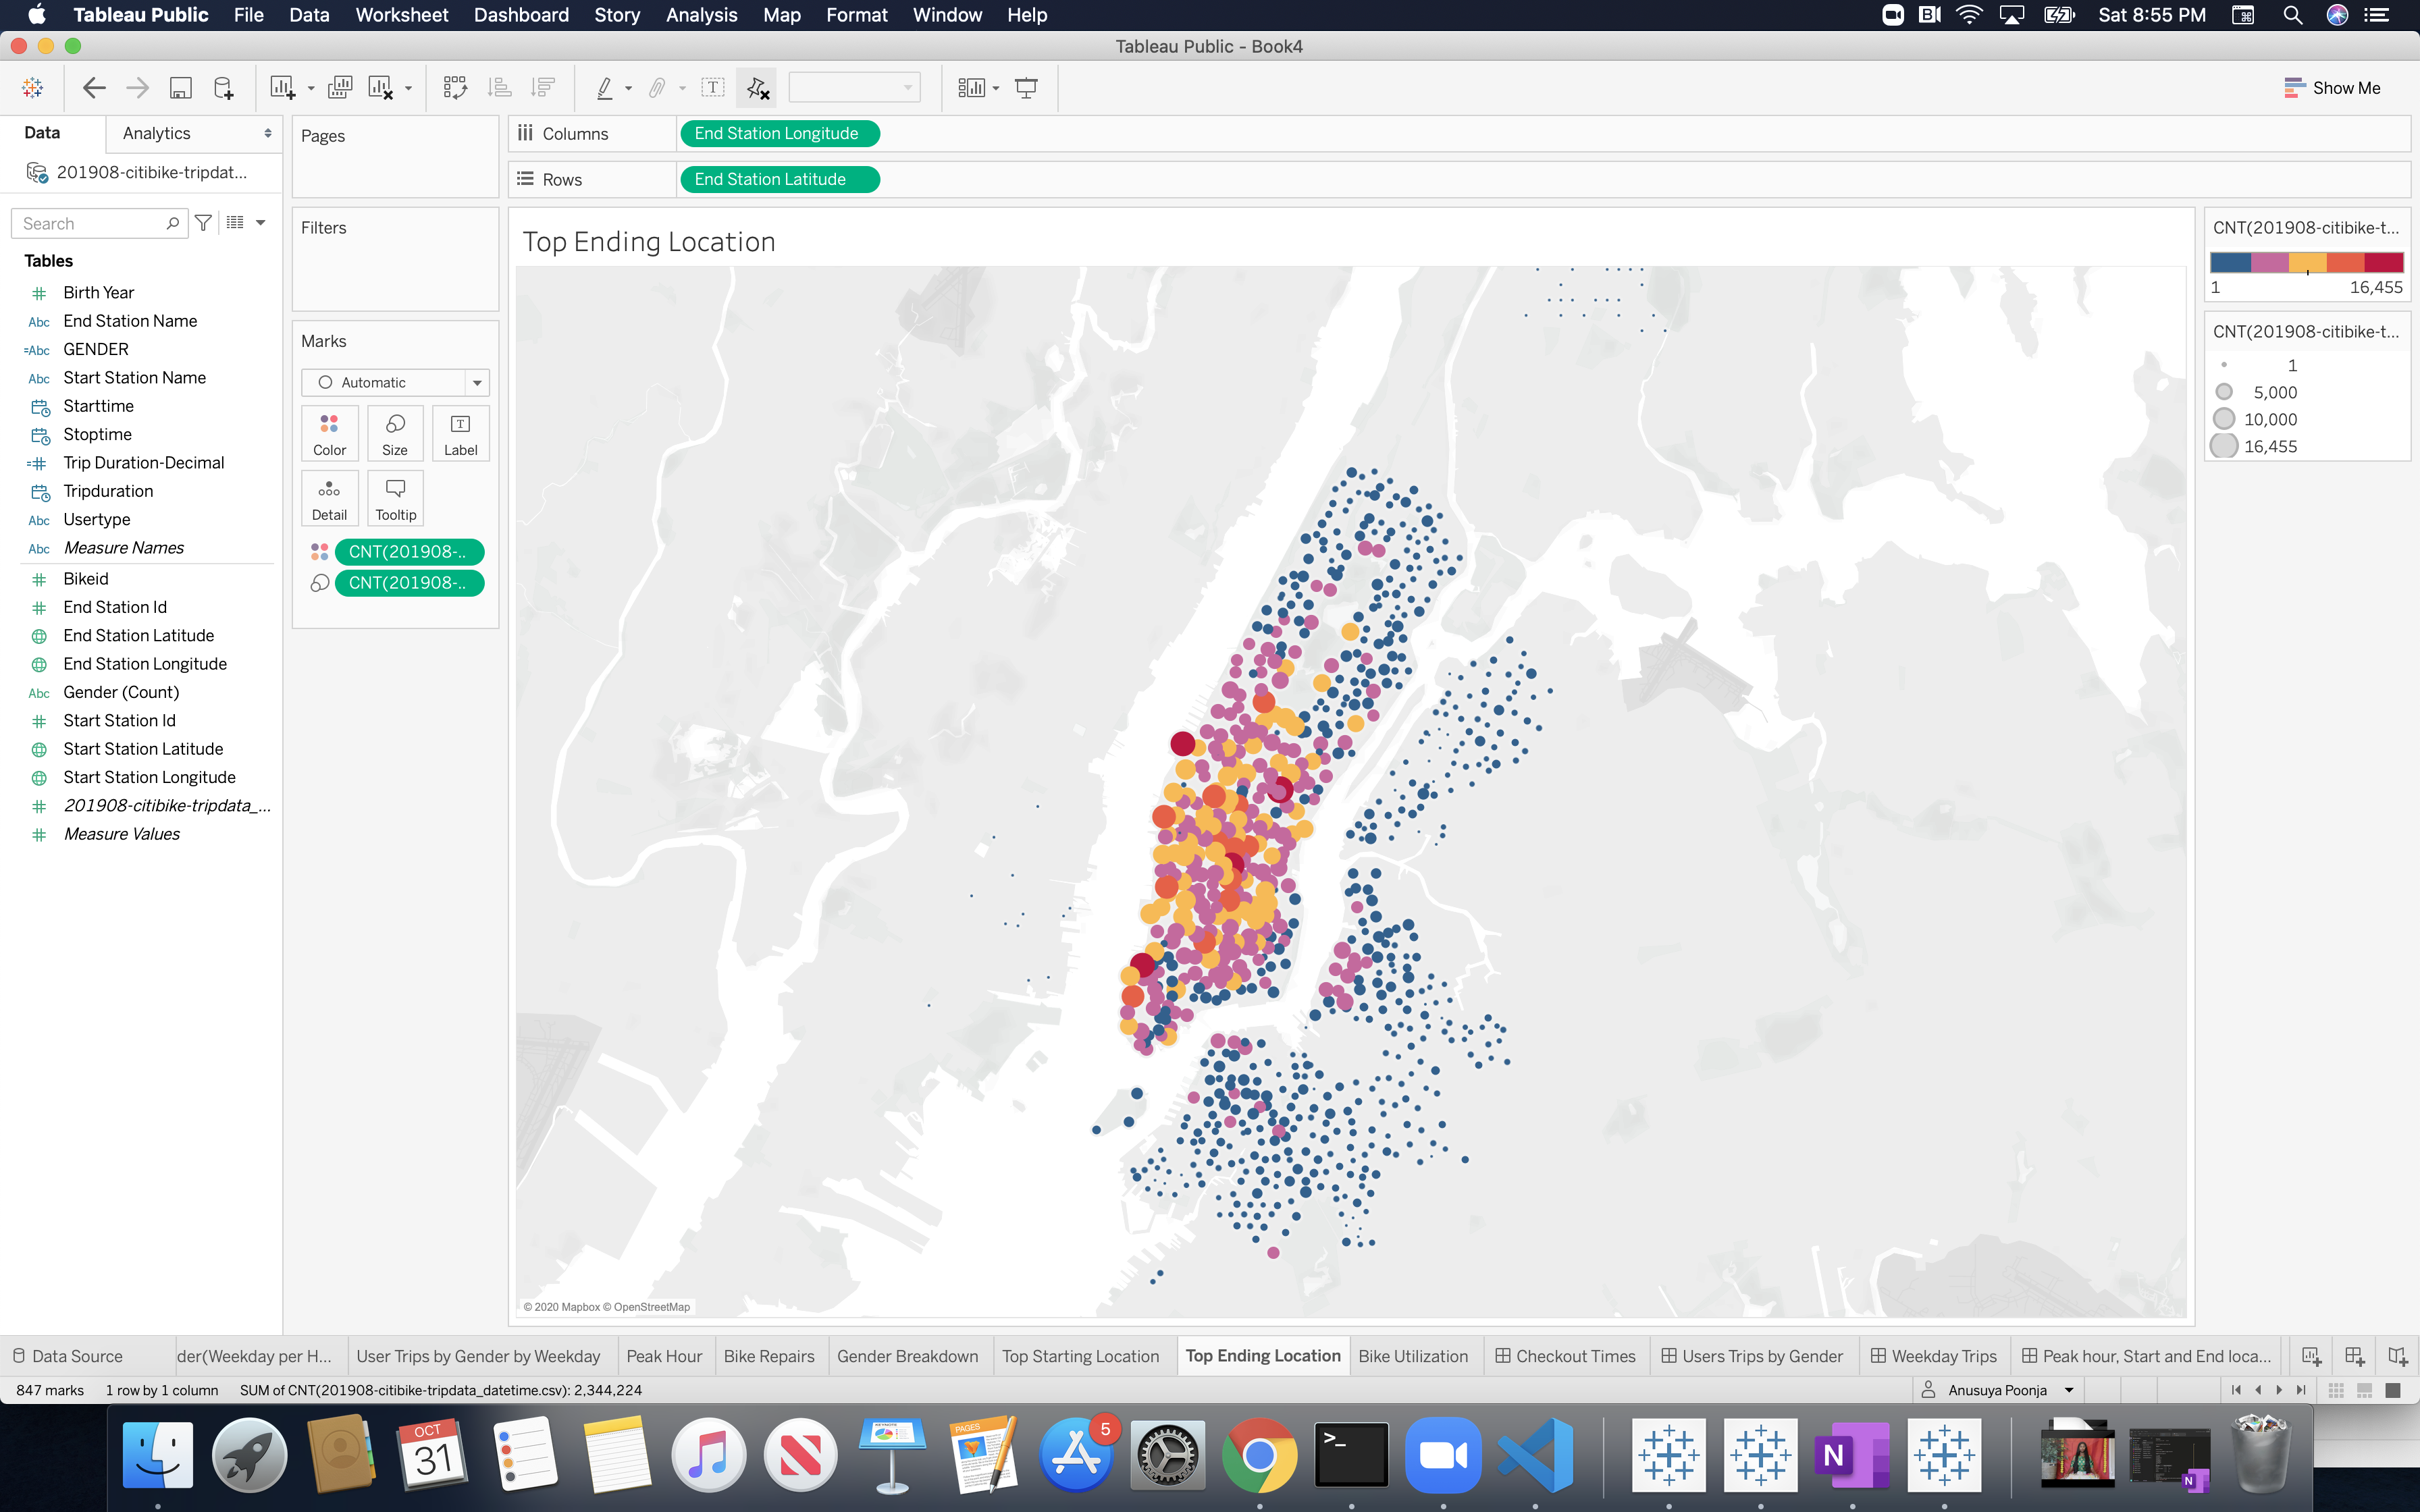 Tableau Public File Data Worksheet Dashboard Story Analysis Map Format Window Help Sat 8:55 PM
Tableau Public - Book4
Show Me
Data Analytics
201908-citibike-tripdat...
Search
Tables
# Birth Year
Abc End Station Name
=Abc GENDER
Abc Start Station Name
Starttime
Stoptime
=# Trip Duration-Decimal
Tripduration
Abc Usertype
Abc Measure Names
# Bikeid
# End Station Id
End Station Latitude
End Station Longitude
Abc Gender (Count)
# Start Station Id
Start Station Latitude
Start Station Longitude
# 201908-citibike-tripdata_...
# Measure Values
Pages
Filters
Marks
Automatic
Color Size Label
Detail Tooltip
CNT(201908-..
CNT(201908-..
Columns End Station Longitude
Rows End Station Latitude
Top Ending Location
© 2020 Mapbox © OpenStreetMap
CNT(201908-citibike-t...
1 16,455
CNT(201908-citibike-t...
1
5,000
10,000
16,455
Data Source der(Weekday per H... User Trips by Gender by Weekday Peak Hour Bike Repairs Gender Breakdown Top Starting Location Top Ending Location Bike Utilization Checkout Times Users Trips by Gender Weekday Trips Peak hour, Start and End loca...
847 marks 1 row by 1 column SUM of CNT(201908-citibike-tripdata_datetime.csv): 2,344,224 Anusuya Poonja
OCT
31
PAGES
5
>_
N
N